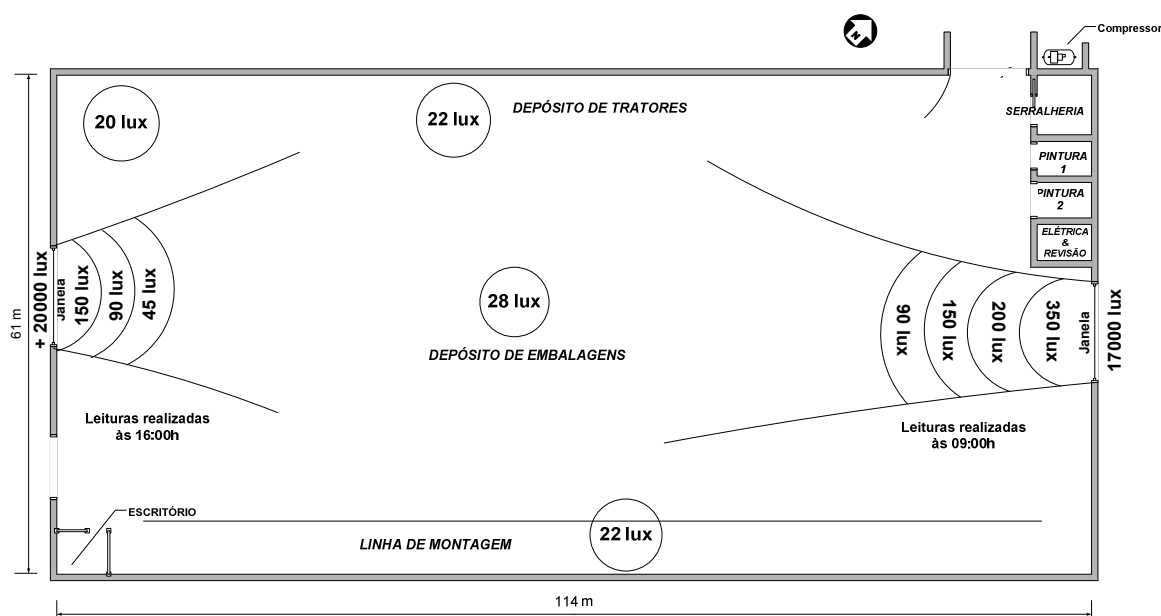 N
Compressor
20 lux
22 lux
DEPÓSITO DE TRATORES
SERRALHERIA
PINTURA
1
PINTURA
2
ELÉTRICA
&
REVISÃO
+ 20000 lux
Janela
150 lux
90 lux
45 lux
28 lux
DEPÓSITO DE EMBALAGENS
90 lux
150 lux
200 lux
350 lux
Janela
17000 lux
61 m
Leituras realizadas
às 16:00h
Leituras realizadas
às 09:00h
ESCRITÓRIO
LINHA DE MONTAGEM
22 lux
114 m